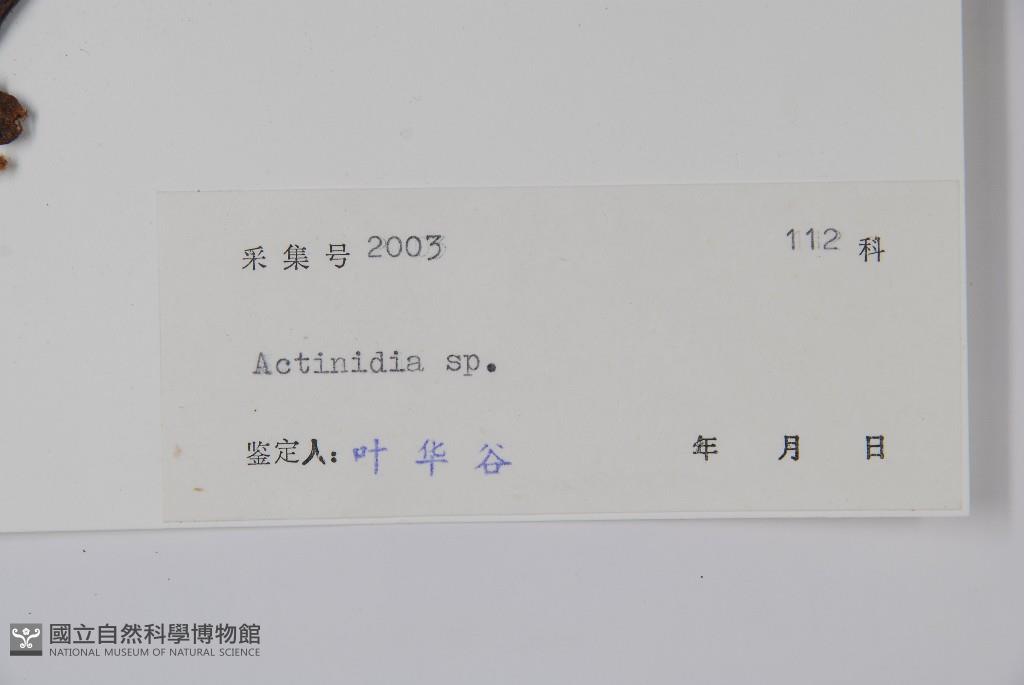 采集号 2003 112 科
Actinidia sp.
鉴定人: 叶华谷 年 月 日
國立自然科學博物館
NATIONAL MUSEUM OF NATURAL SCIENCE